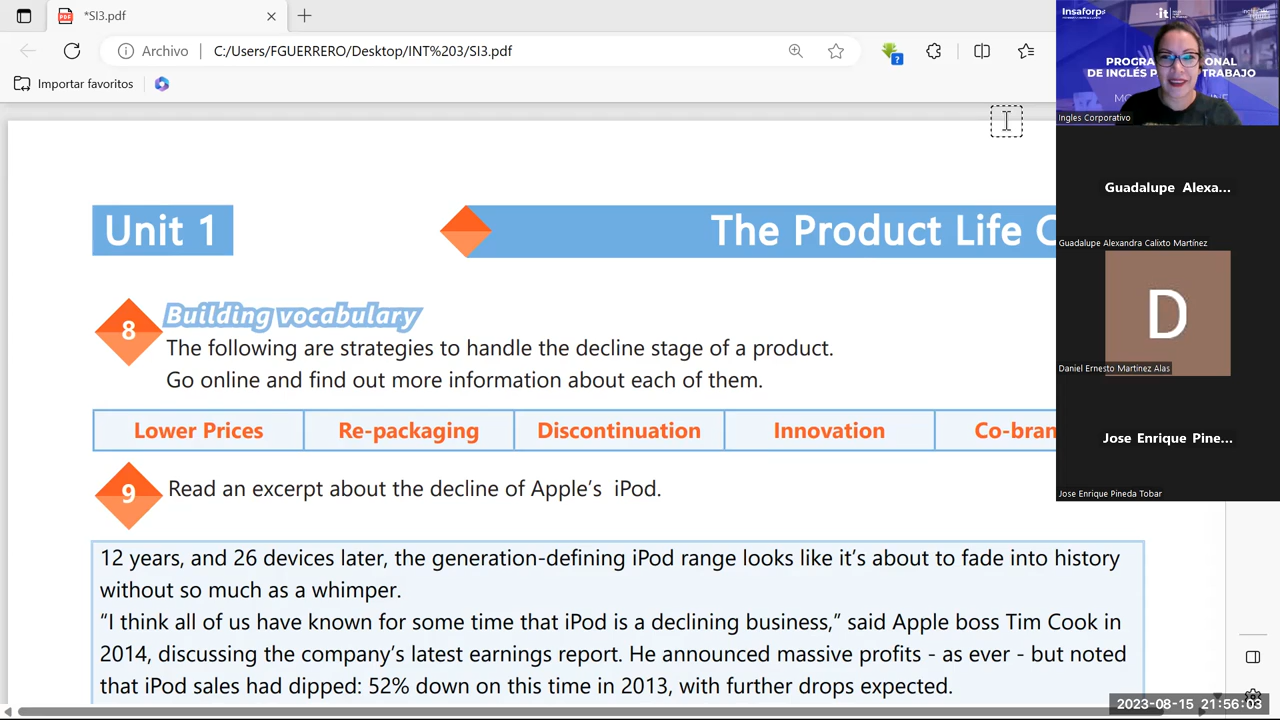 *SI3.pdf
Archivo
C:/Users/FGUERRERO/Desktop/INT%203/SI3.pdf
Importar favoritos
Unit 1
The Product Life C
8
Building vocabulary
The following are strategies to handle the decline stage of a product.
Go online and find out more information about each of them.
Lower Prices
Re-packaging
Discontinuation
Innovation
Co-bran
9
Read an excerpt about the decline of Apple's iPod.
12 years, and 26 devices later, the generation-defining iPod range looks like it's about to fade into history
without so much as a whimper.
“I think all of us have known for some time that iPod is a declining business,” said Apple boss Tim Cook in
2014, discussing the company's latest earnings report. He announced massive profits - as ever - but noted
that iPod sales had dipped: 52% down on this time in 2013, with further drops expected.
Insaforp
Ingles Corporativo
Guadalupe Alexa...
Guadalupe Alexandra Calixto Martínez
D
Daniel Ernesto Martinez Alas
Jose Enrique Pine...
Jose Enrique Pineda Tobar
2023-08-15 21:56:03